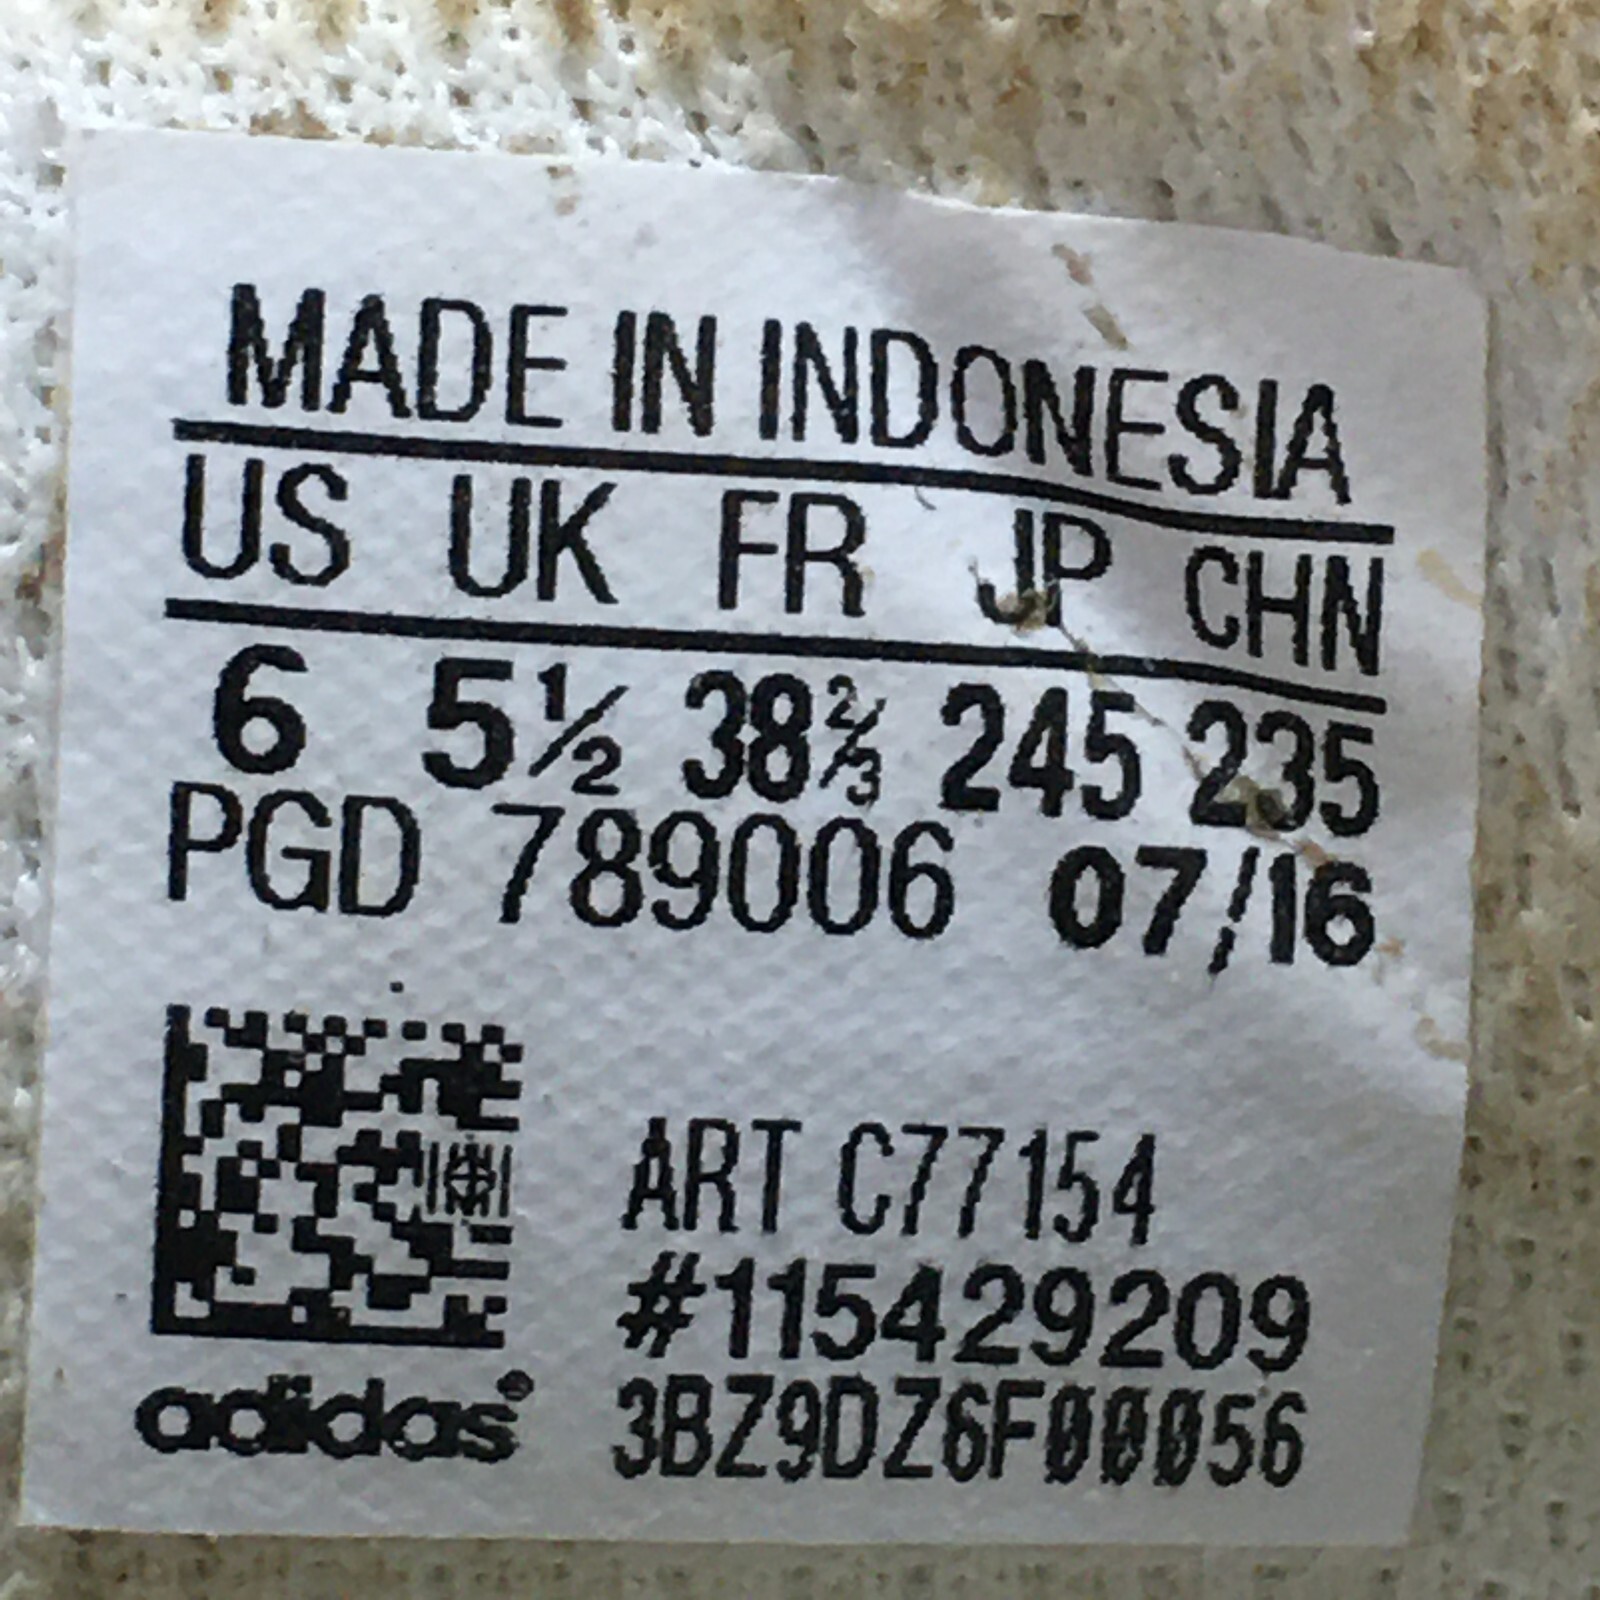 MADE IN INDONESIA
US UK FR JP CHN
6 5½ 38⅔ 245 235
PGD 789006 07/16
ART C77154
#115429209
adidas® 3BZ9DZ6F00056